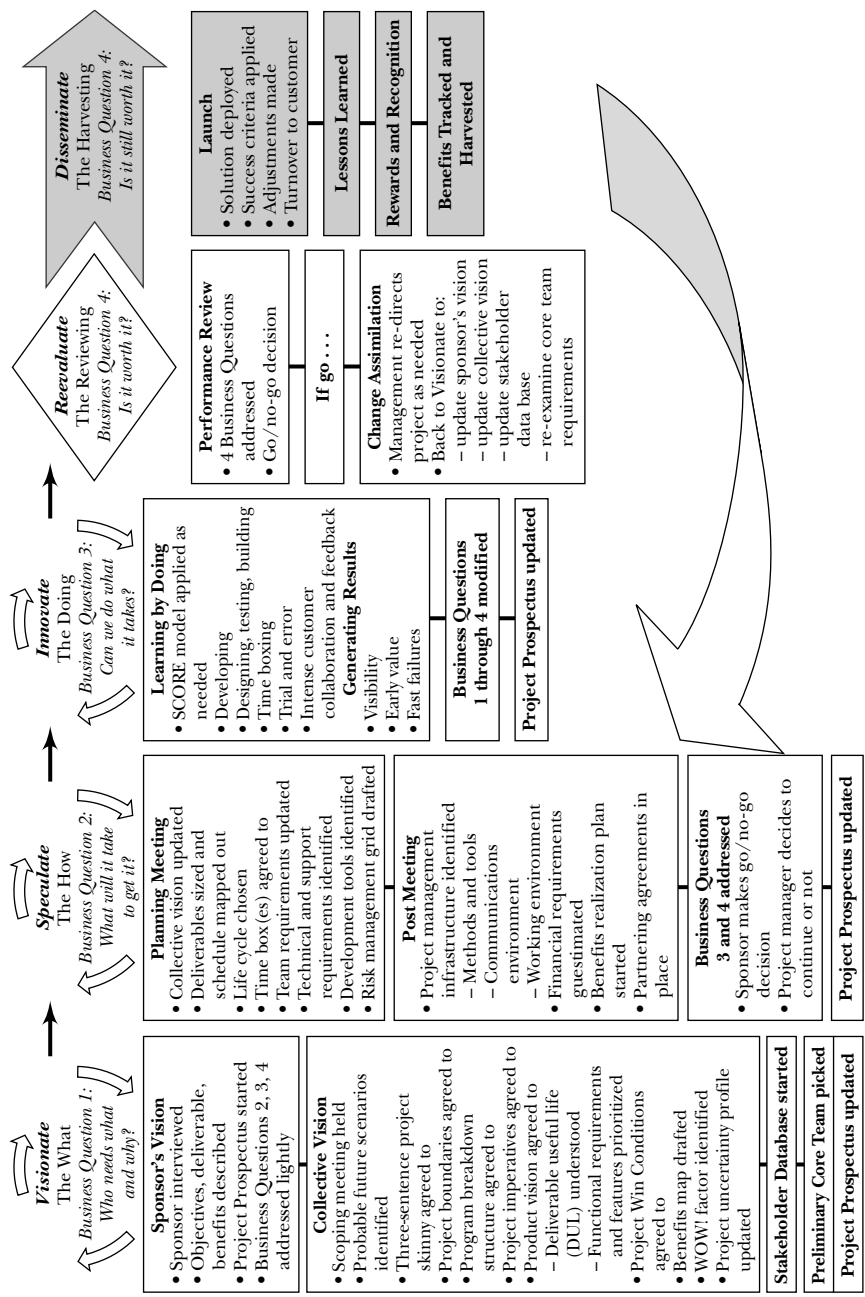 Visionate
The What
Business Question 1:
Who needs what
and why?
Sponsor's Vision
• Sponsor interviewed
• Objectives, deliverable,
benefits described
• Project Prospectus started
• Business Questions 2, 3, 4
addressed lightly
Collective Vision
• Scoping meeting held
• Probable future scenarios
identified
• Three-sentence project
skinny agreed to
• Project boundaries agreed to
• Program breakdown
structure agreed to
• Project imperatives agreed to
• Product vision agreed to
– Deliverable useful life
(DUL) understood
– Functional requirements
and features prioritized
• Project Win Conditions
agreed to
• Benefits map drafted
• WOW! factor identified
• Project uncertainty profile
updated
Stakeholder Database started
Preliminary Core Team picked
Project Prospectus updated
Speculate
The How
Business Question 2:
What will it take
to get it?
Planning Meeting
• Collective vision updated
• Deliverables sized and
schedule mapped out
• Life cycle chosen
• Time box(es) agreed to
• Team requirements updated
• Technical and support
requirements identified
• Development tools identified
• Risk management grid drafted
Post Meeting
• Project management
infrastructure identified
– Methods and tools
– Communications
environment
– Working environment
• Financial requirements
guestimated
• Benefits realization plan
started
• Partnering agreements in
place
Business Questions
3 and 4 addressed
• Sponsor makes go/no-go
decision
• Project manager decides to
continue or not
Project Prospectus updated
Innovate
The Doing
Business Question 3:
Can we do what
it takes?
Learning by Doing
• SCORE model applied as
needed
• Developing
• Designing, testing, building
• Time boxing
• Trial and error
• Intense customer
collaboration and feedback
Generating Results
• Visibility
• Early value
• Fast failures
Business Questions
1 through 4 modified
Project Prospectus updated
Reevaluate
The Reviewing
Business Question 4:
Is it worth it?
Performance Review
• 4 Business Questions
addressed
• Go/no-go decision
If go . . .
Change Assimilation
• Management re-directs
project as needed
• Back to Visionate to:
– update sponsor's vision
– update collective vision
– update stakeholder
data base
– re-examine core team
requirements
Disseminate
The Harvesting
Business Question 4:
Is it still worth it?
Launch
• Solution deployed
• Success criteria applied
• Adjustments made
• Turnover to customer
Lessons Learned
Rewards and Recognition
Benefits Tracked and
Harvested